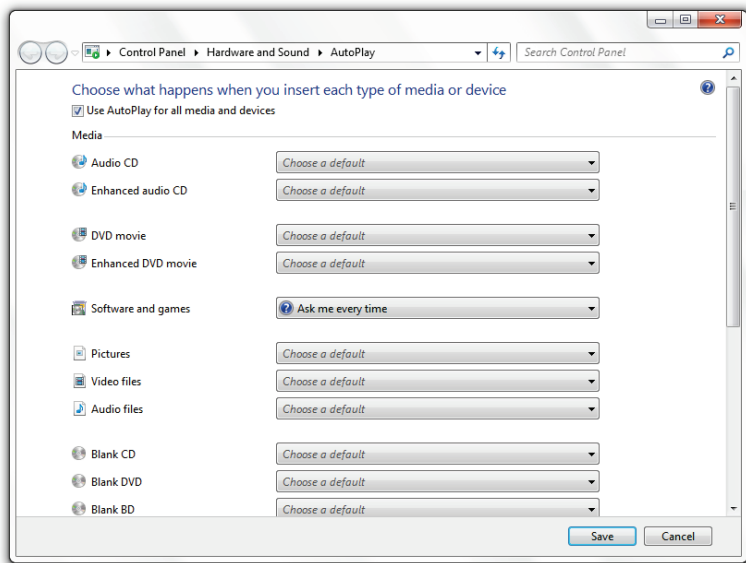 Control Panel Hardware and Sound AutoPlay Search Control Panel
Choose what happens when you insert each type of media or device
Use AutoPlay for all media and devices
Media
Audio CD Choose a default
Enhanced audio CD Choose a default
DVD movie Choose a default
Enhanced DVD movie Choose a default
Software and games Ask me every time
Pictures Choose a default
Video files Choose a default
Audio files Choose a default
Blank CD Choose a default
Blank DVD Choose a default
Blank BD Choose a default
Save Cancel